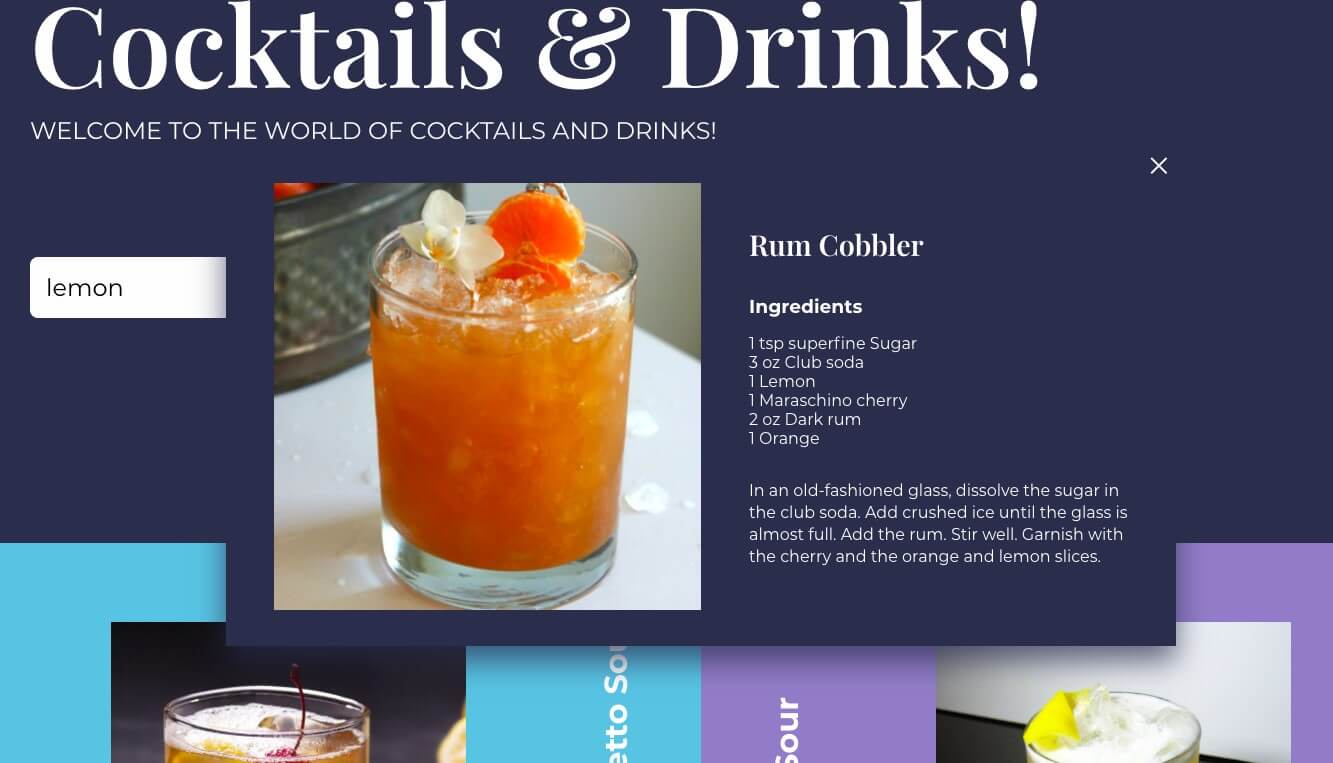 Cocktails & Drinks!
WELCOME TO THE WORLD OF COCKTAILS AND DRINKS!
lemon
Rum Cobbler
Ingredients
1 tsp superfine Sugar
3 oz Club soda
1 Lemon
1 Maraschino cherry
2 oz Dark rum
1 Orange
In an old-fashioned glass, dissolve the sugar in
the club soda. Add crushed ice until the glass is
almost full. Add the rum. Stir well. Garnish with
the cherry and the orange and lemon slices.
etto Sou
Sour